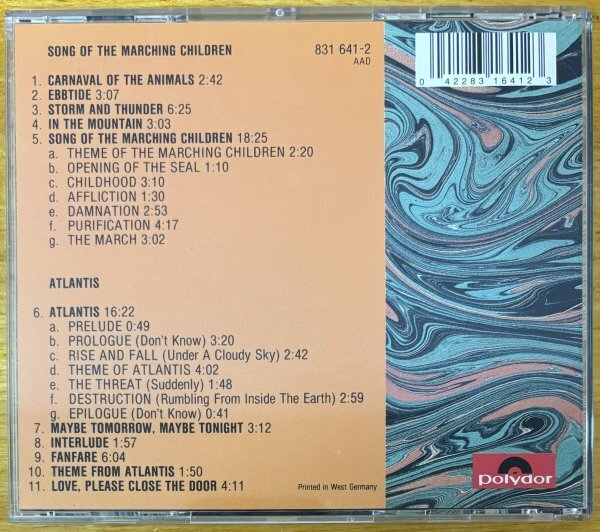 SONG OF THE MARCHING CHILDREN 831 641-2
AAD
1. CARNAVAL OF THE ANIMALS 2:42
2. EBBTIDE 3:07
3. STORM AND THUNDER 6:25
4. IN THE MOUNTAIN 3:03
5. SONG OF THE MARCHING CHILDREN 18:25
a. THEME OF THE MARCHING CHILDREN 2:20
b. OPENING OF THE SEAL 1:10
c. CHILDHOOD 3:10
d. AFFLICTION 1:30
e. DAMNATION 2:53
f. PURIFICATION 4:17
g. THE MARCH 3:02
ATLANTIS
6. ATLANTIS 16:22
a. PRELUDE 0:49
b. PROLOGUE (Don't Know) 3:20
c. RISE AND FALL (Under A Cloudy Sky) 2:42
d. THEME OF ATLANTIS 4:02
e. THE THREAT (Suddenly) 1:48
f. DESTRUCTION (Rumbling From Inside The Earth) 2:59
g. EPILOGUE (Don't Know) 0:41
7. MAYBE TOMORROW, MAYBE TONIGHT 3:12
8. INTERLUDE 1:57
9. FANFARE 6:04
10. THEME FROM ATLANTIS 1:50
11. LOVE, PLEASE CLOSE THE DOOR 4:11
Printed in West Germany
0 42283 16412 3
polydor